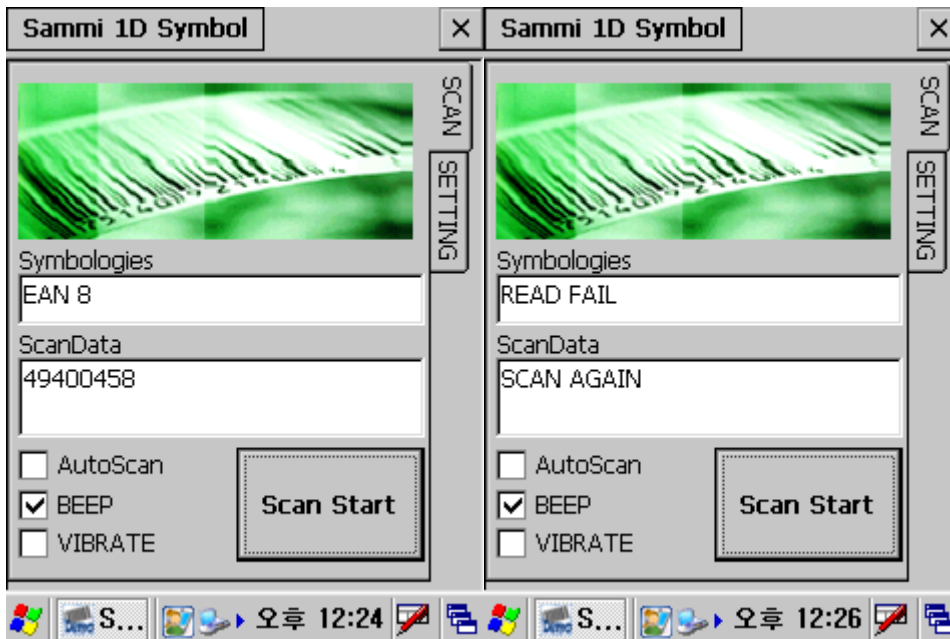 Sammi 1D Symbol
SCAN
SETTING
Symbologies
EAN 8
ScanData
49400458
AutoScan
BEEP
VIBRATE
Scan Start
S...
오후 12:24
Sammi 1D Symbol
SCAN
SETTING
Symbologies
READ FAIL
ScanData
SCAN AGAIN
AutoScan
BEEP
VIBRATE
Scan Start
S...
오후 12:26